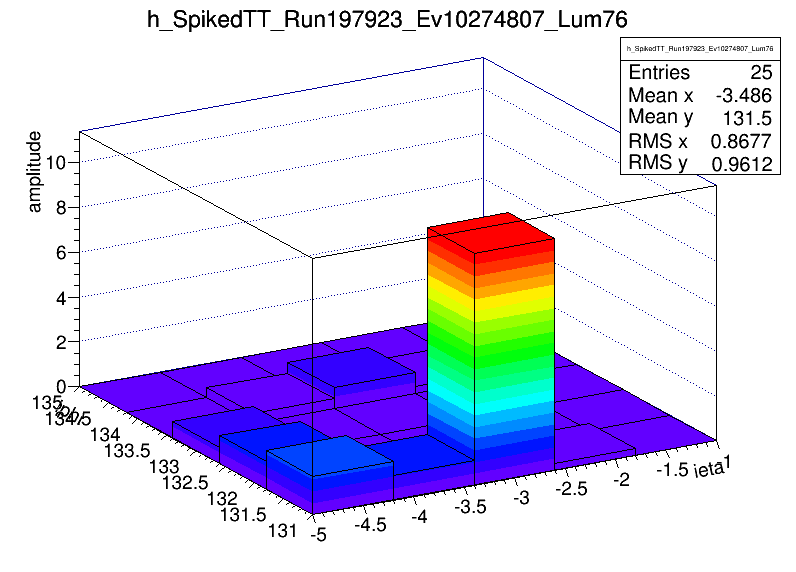 h_SpikedTT_Run197923_Ev10274807_Lum76
h_SpikedTT_Run197923_Ev10274807_Lum76
Entries 25
Mean x -3.486
Mean y 131.5
RMS x 0.8677
RMS y 0.9612
amplitude
10
8
6
4
2
0
135
134.5
134
133.5
133
132.5
132
131.5
131
-5
-4.5
-4
-3.5
-3
-2.5
-2
-1.5
-1
ieta